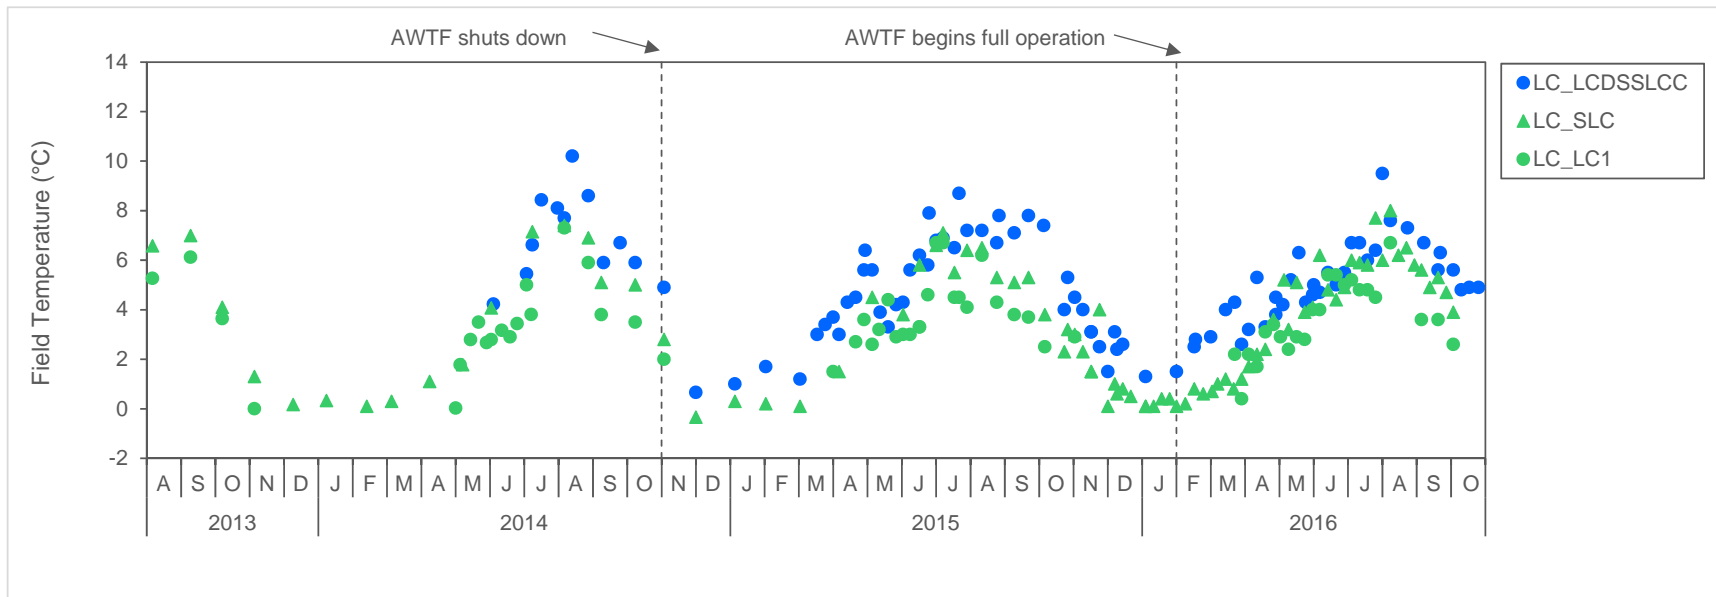 AWTF shuts down
AWTF begins full operation
14
12
10
8
6
4
2
0
-2
Field Temperature (°C)
LC_LCDSSLCC
LC_SLC
LC_LC1
A S O N D J F M A M J J A S O N D J F M A M J J A S O N D J F M A M J J A S O
2013 2014 2015 2016